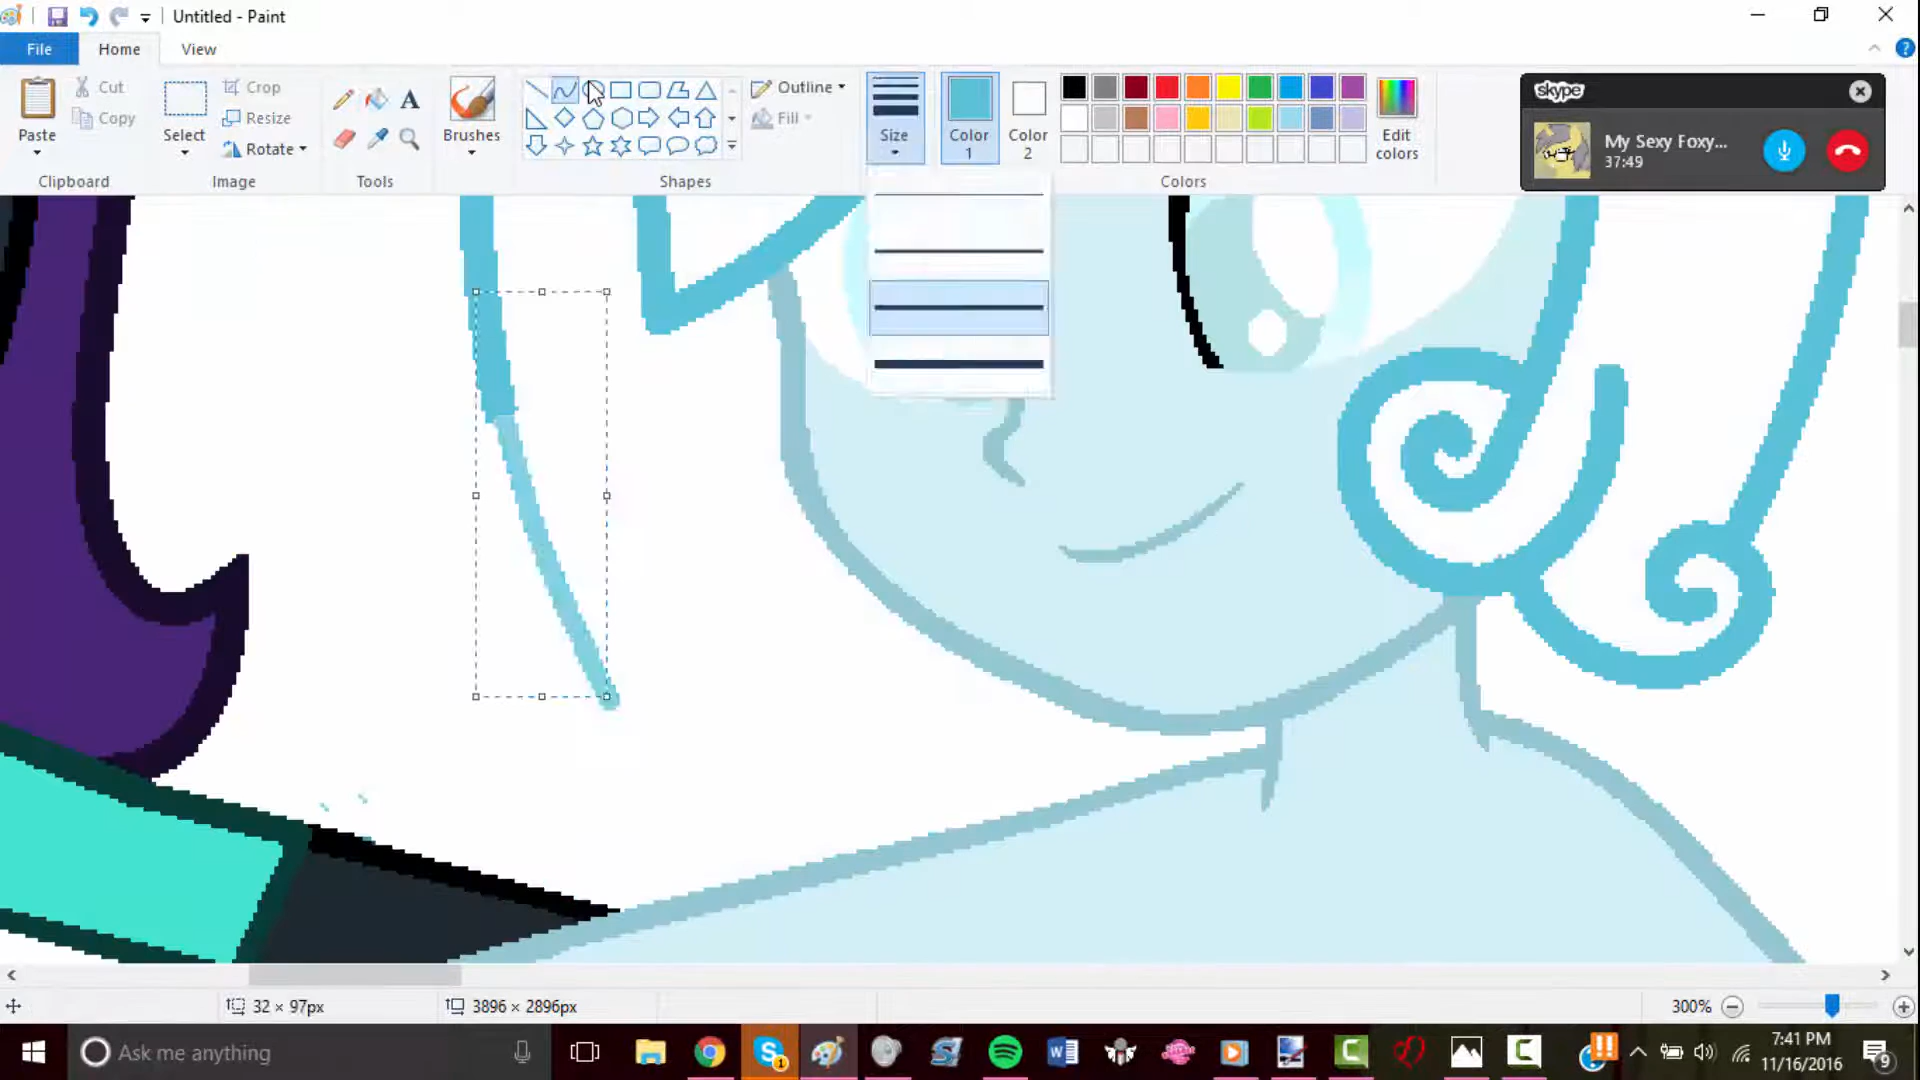 Untitled - Paint
File Home View
Paste
Cut
Copy
Clipboard
Select
Crop
Resize
Rotate
Image
A
Tools
Brushes
Shapes
Outline
Fill
Size
Color 1
Color 2
Edit colors
Colors
skype
My Sexy Foxy...
37:49
32 × 97px
3896 × 2896px
300%
Ask me anything
7:41 PM
11/16/2016